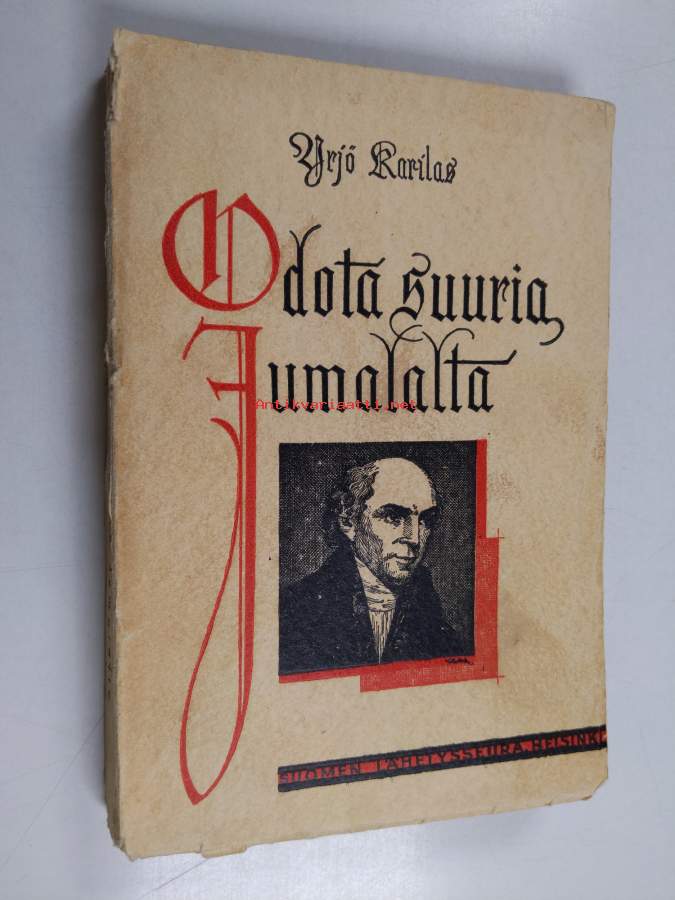 Yrjö Karilas
Odota suuria
Jumalalta
Antikvariaatti.net
SUOMEN LÄHETYSSEURA, HELSINKI